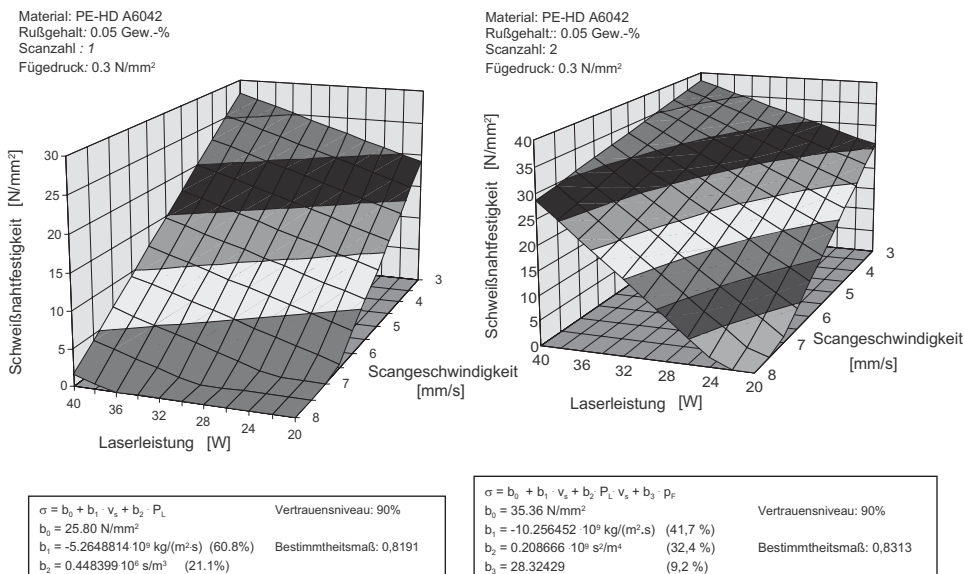 Material: PE-HD A6042
Rußgehalt: 0.05 Gew.-%
Scanzahl : 1
Fügedruck: 0.3 N/mm²
Schweißnahtfestigkeit [N/mm²]
30
25
20
15
10
5
0
40
36
32
28
24
20
Laserleistung [W]
3
4
5
6
7
8
Scangeschwindigkeit
[mm/s]
Material: PE-HD A6042
Rußgehalt:: 0.05 Gew.-%
Scanzahl: 2
Fügedruck: 0.3 N/mm²
Schweißnahtfestigkeit [N/mm²]
40
35
30
25
20
15
10
5
0
40
36
32
28
24
20
Laserleistung [W]
3
4
5
6
7
8
Scangeschwindigkeit
[mm/s]
σ = b₀ + b₁ · vₛ + b₂ · P_L
b₀ = 25.80 N/mm² Vertrauensniveau: 90%
b₁ = -5.2648814·10⁹ kg/(m²·s) (60.8%) Bestimmtheitsmaß: 0,8191
b₂ = 0.448399·10⁶ s/m³ (21.1%)
σ = b₀ + b₁ · vₛ + b₂· P_L· vₛ + b₃ · p_F
b₀ = 35.36 N/mm² Vertrauensniveau: 90%
b₁ = -10.256452 ·10⁹ kg/(m².s) (41,7 %)
b₂ = 0.208666 ·10⁹ s²/m⁴ (32,4 %) Bestimmtheitsmaß: 0,8313
b₃ = 28.32429 (9,2 %)